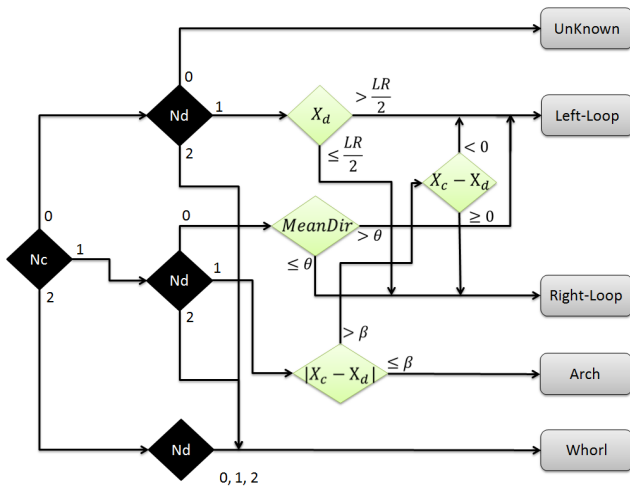 UnKnown
0
Nd
1
X_d
> LR/2
Left-Loop
2
≤ LR/2
< 0
X_c − X_d
0
0
MeanDir
> θ
≥ 0
Nc
1
≤ θ
Nd
1
Right-Loop
2
2
> β
|X_c − X_d|
≤ β
Arch
Nd
Whorl
0, 1, 2